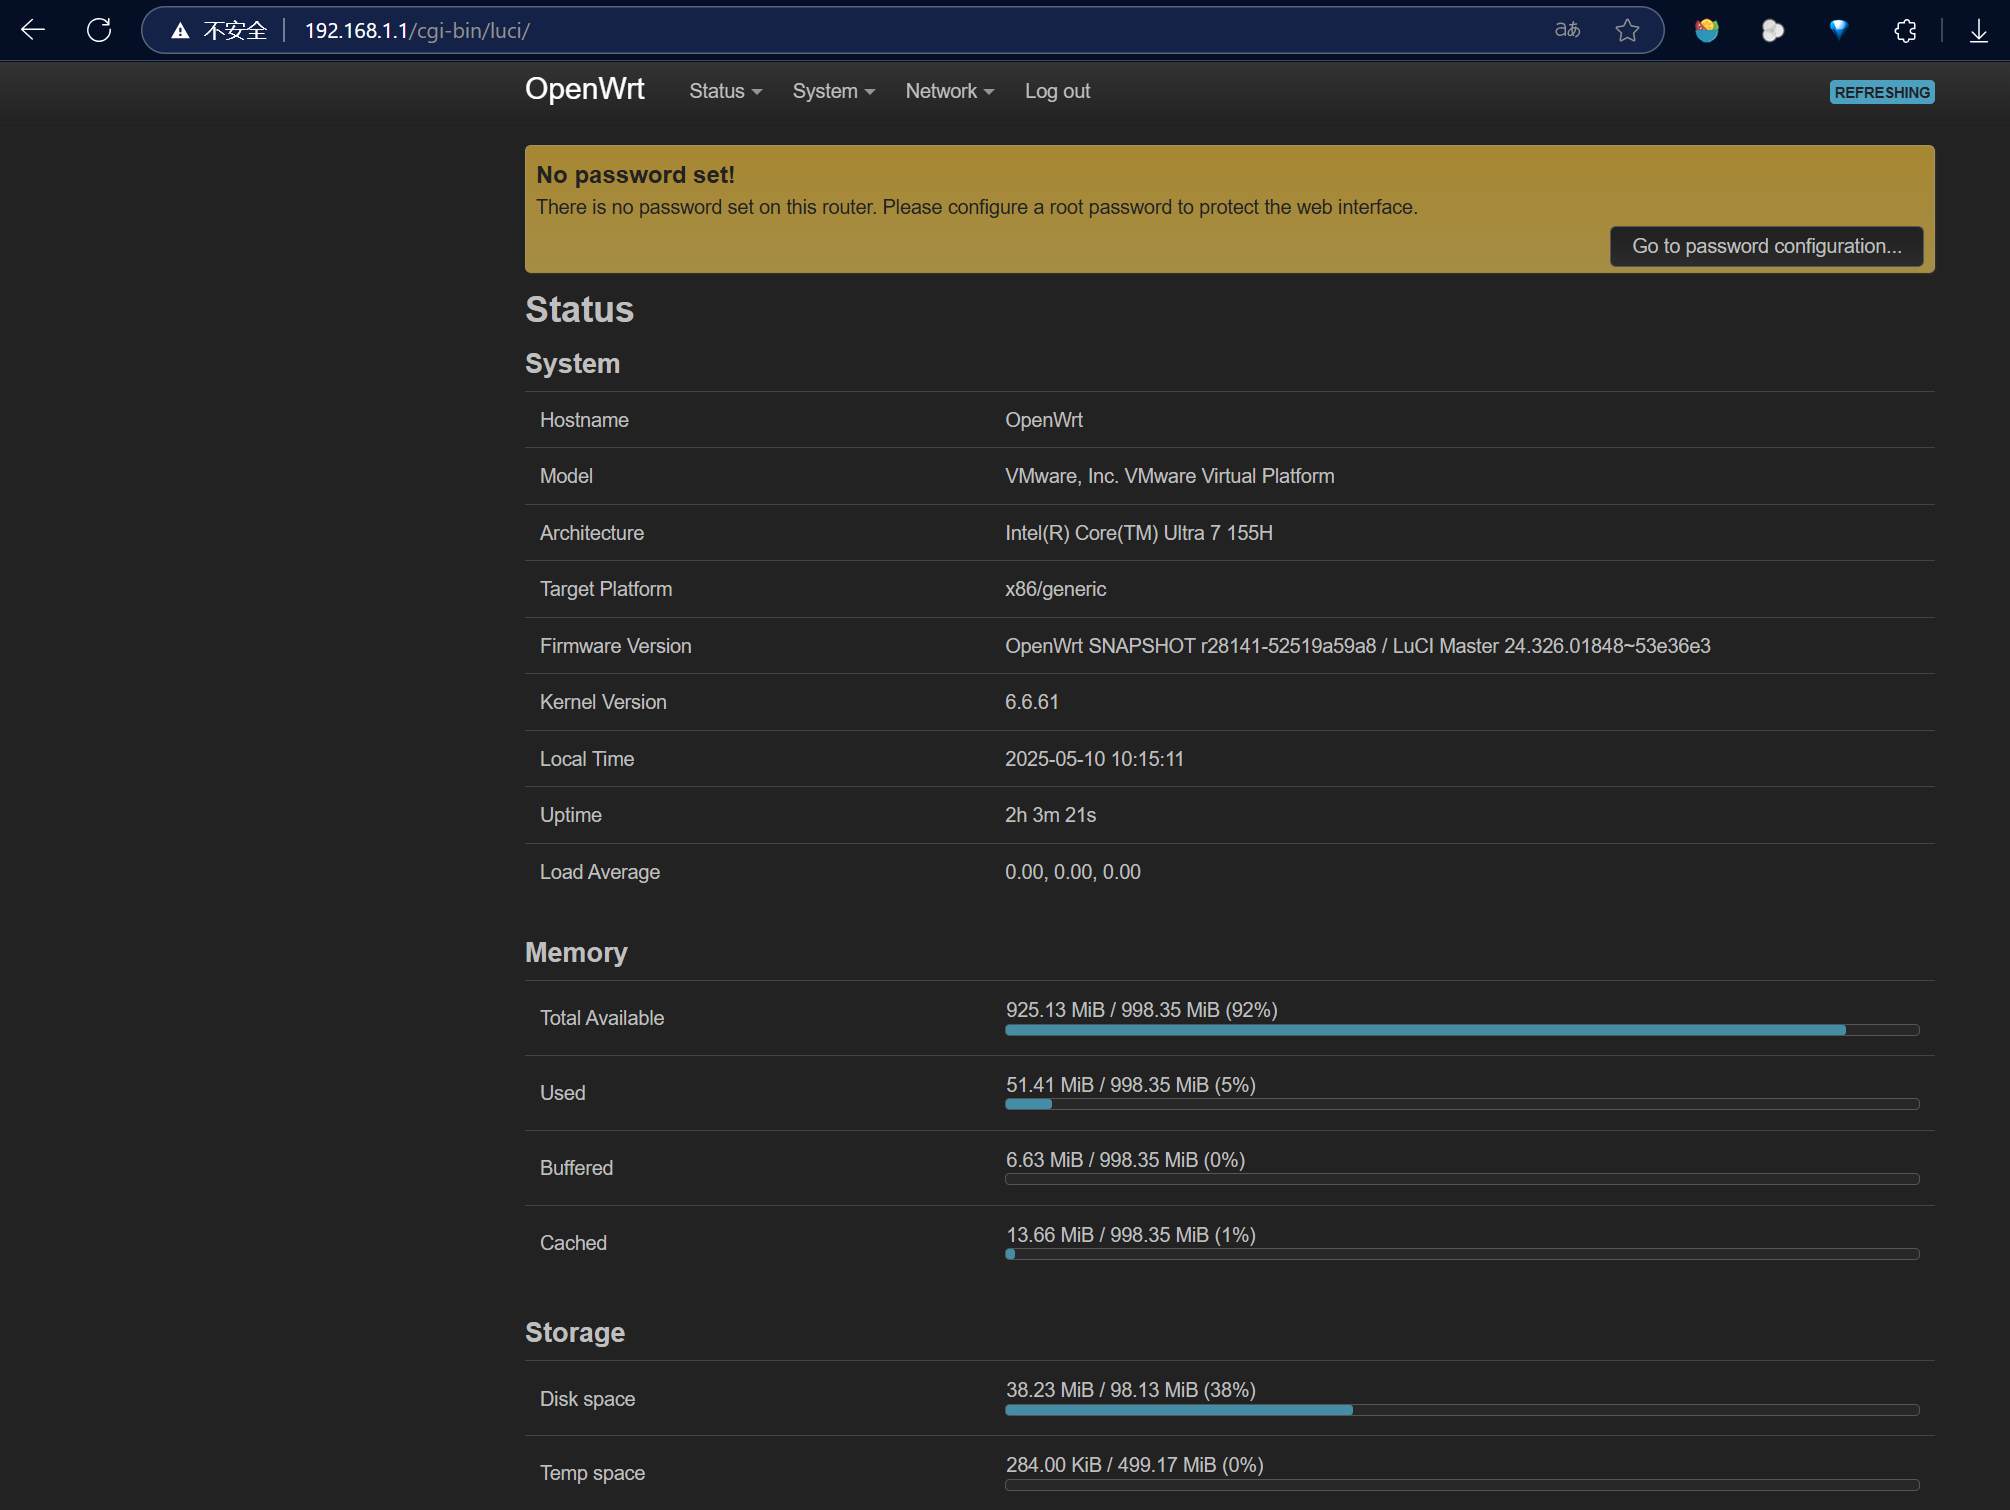 不安全 192.168.1.1/cgi-bin/luci/ aあ
OpenWrt Status System Network Log out REFRESHING
No password set!
There is no password set on this router. Please configure a root password to protect the web interface.
Go to password configuration...
Status
System
Hostname OpenWrt
Model VMware, Inc. VMware Virtual Platform
Architecture Intel(R) Core(TM) Ultra 7 155H
Target Platform x86/generic
Firmware Version OpenWrt SNAPSHOT r28141-52519a59a8 / LuCI Master 24.326.01848~53e36e3
Kernel Version 6.6.61
Local Time 2025-05-10 10:15:11
Uptime 2h 3m 21s
Load Average 0.00, 0.00, 0.00
Memory
Total Available 925.13 MiB / 998.35 MiB (92%)
Used 51.41 MiB / 998.35 MiB (5%)
Buffered 6.63 MiB / 998.35 MiB (0%)
Cached 13.66 MiB / 998.35 MiB (1%)
Storage
Disk space 38.23 MiB / 98.13 MiB (38%)
Temp space 284.00 KiB / 499.17 MiB (0%)